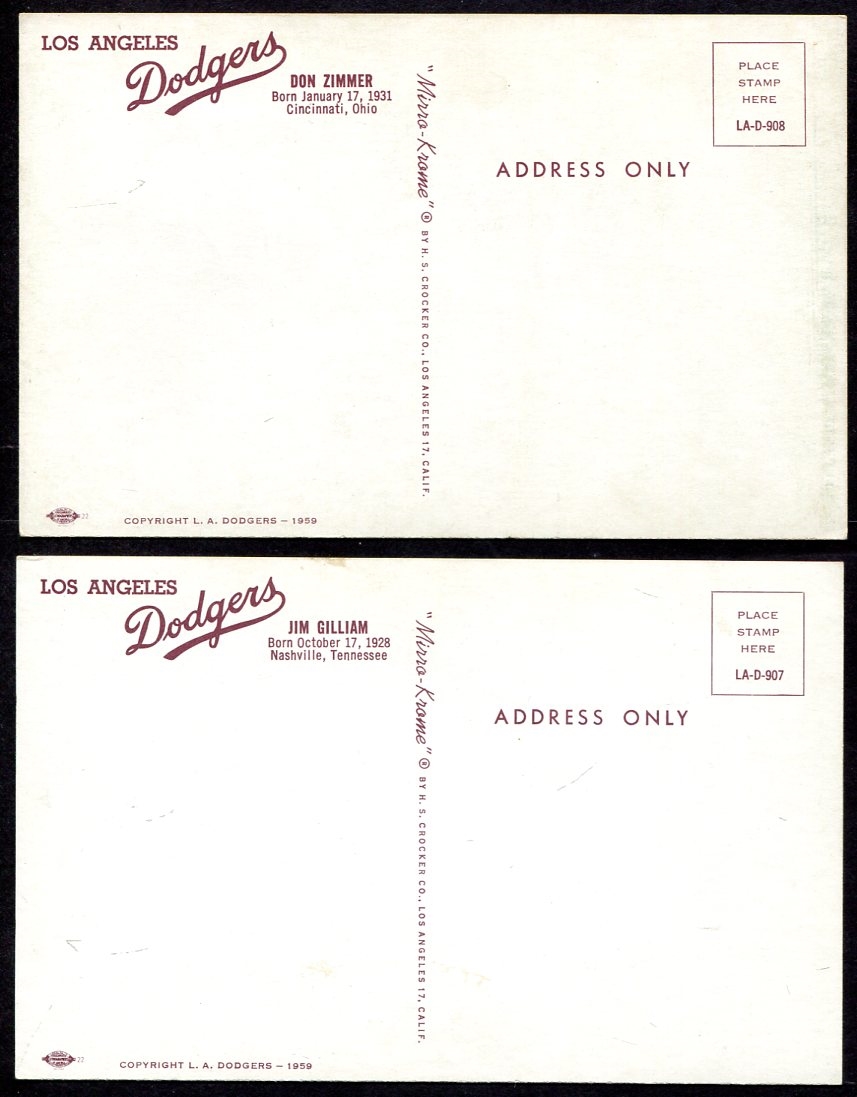 LOS ANGELES
Dodgers
DON ZIMMER
Born January 17, 1931
Cincinnati, Ohio
"Mirro-Krome" ® BY H. S. CROCKER CO., LOS ANGELES 17, CALIF.
PLACE
STAMP
HERE
LA-D-908
ADDRESS ONLY
22
COPYRIGHT L. A. DODGERS – 1959
LOS ANGELES
Dodgers
JIM GILLIAM
Born October 17, 1928
Nashville, Tennessee
"Mirro-Krome" ® BY H. S. CROCKER CO., LOS ANGELES 17, CALIF.
PLACE
STAMP
HERE
LA-D-907
ADDRESS ONLY
22
COPYRIGHT L. A. DODGERS – 1959